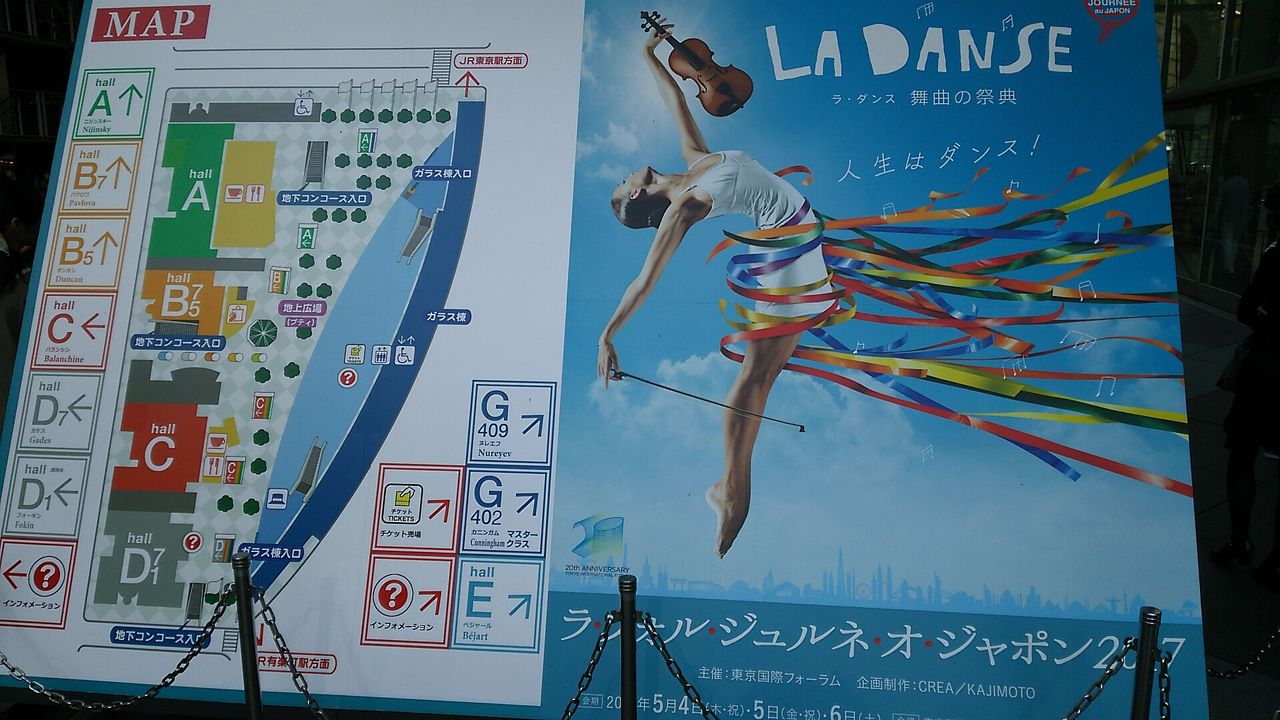 MAP
JR東京駅方面
hall
A
ニジンスキー
Nijinsky
hall
B7
パヴロワ
Pavlova
hall
B5
ダンカン
Duncan
hall
C
バランシン
Balanchine
hall
D7
ガデス
Gades
hall
D1
フォーキン
Fokin
?
インフォメーション
hall
A
A
ガラス棟入口
地下コンコース入口
A
hall
B7
5
B
地上広場
ガラス棟
地下コンコース入口
?
C
hall
C
C
hall
D7
1
?
D
ガラス棟入口
地下コンコース入口
JR有楽町駅方面
G
409
ヌレエフ
Nureyev
チケット
TICKETS
チケット売場
G
402
カニンガム
Cunningham
マスター
クラス
?
インフォメーション
hall
E
ベジャール
Béjart
JOURNÉE
au JAPON
LA DANSE
ラ・ダンス 舞曲の祭典
人生はダンス!
20th ANNIVERSARY
ラ・フォル・ジュルネ・オ・ジャポン2017
主催:東京国際フォーラム 企画制作:CREA/KAJIMOTO
会期 5月4日(木・祝)・5日(金・祝)・6日(土)